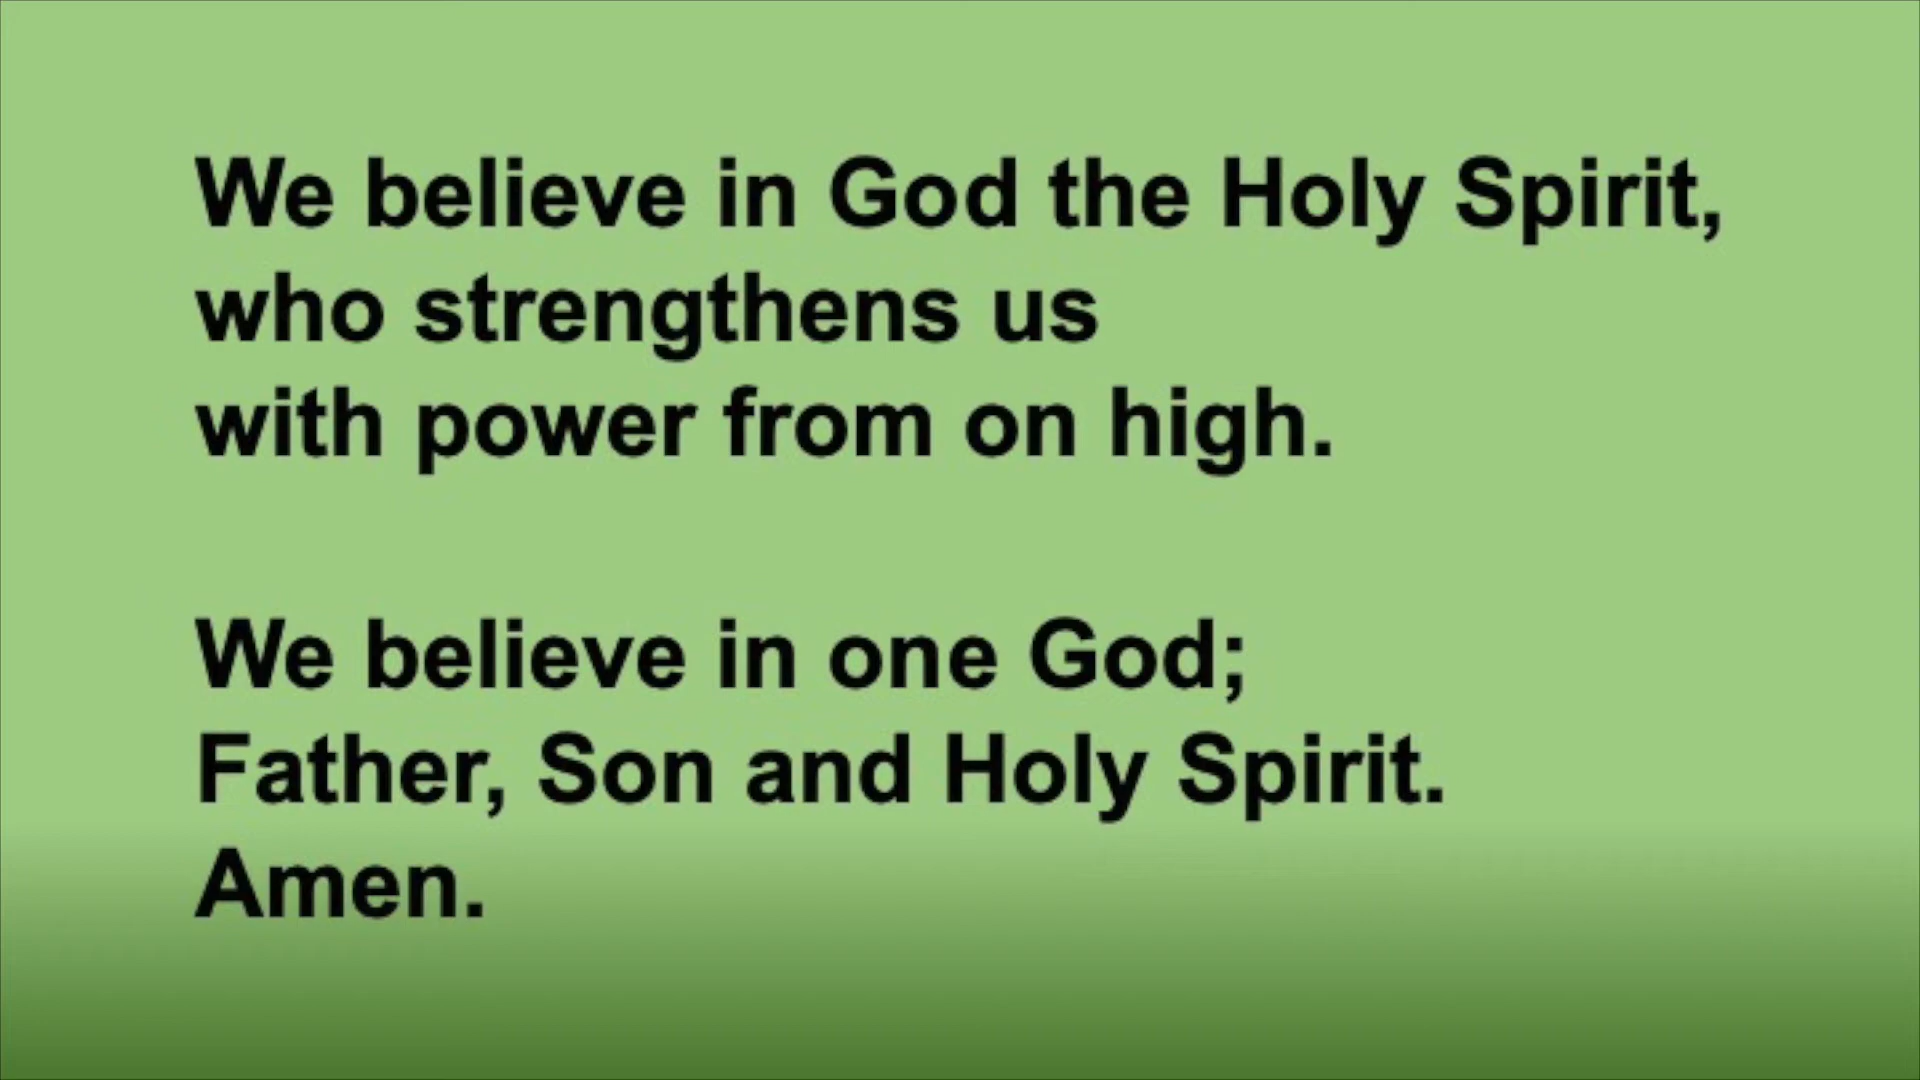 We believe in God the Holy Spirit,
who strengthens us
with power from on high.
We believe in one God;
Father, Son and Holy Spirit.
Amen.